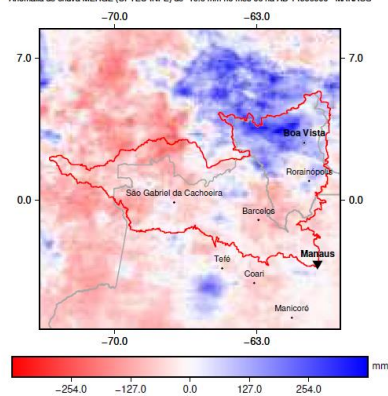 −70.0 −63.0
7.0 7.0
Boa Vista
Rorainópolis
São Gabriel da Cachoeira
0.0 Barcelos 0.0
Manaus
Tefé
Coari
Manicoré
−70.0 −63.0
mm
−254.0 −127.0 0.0 127.0 254.0